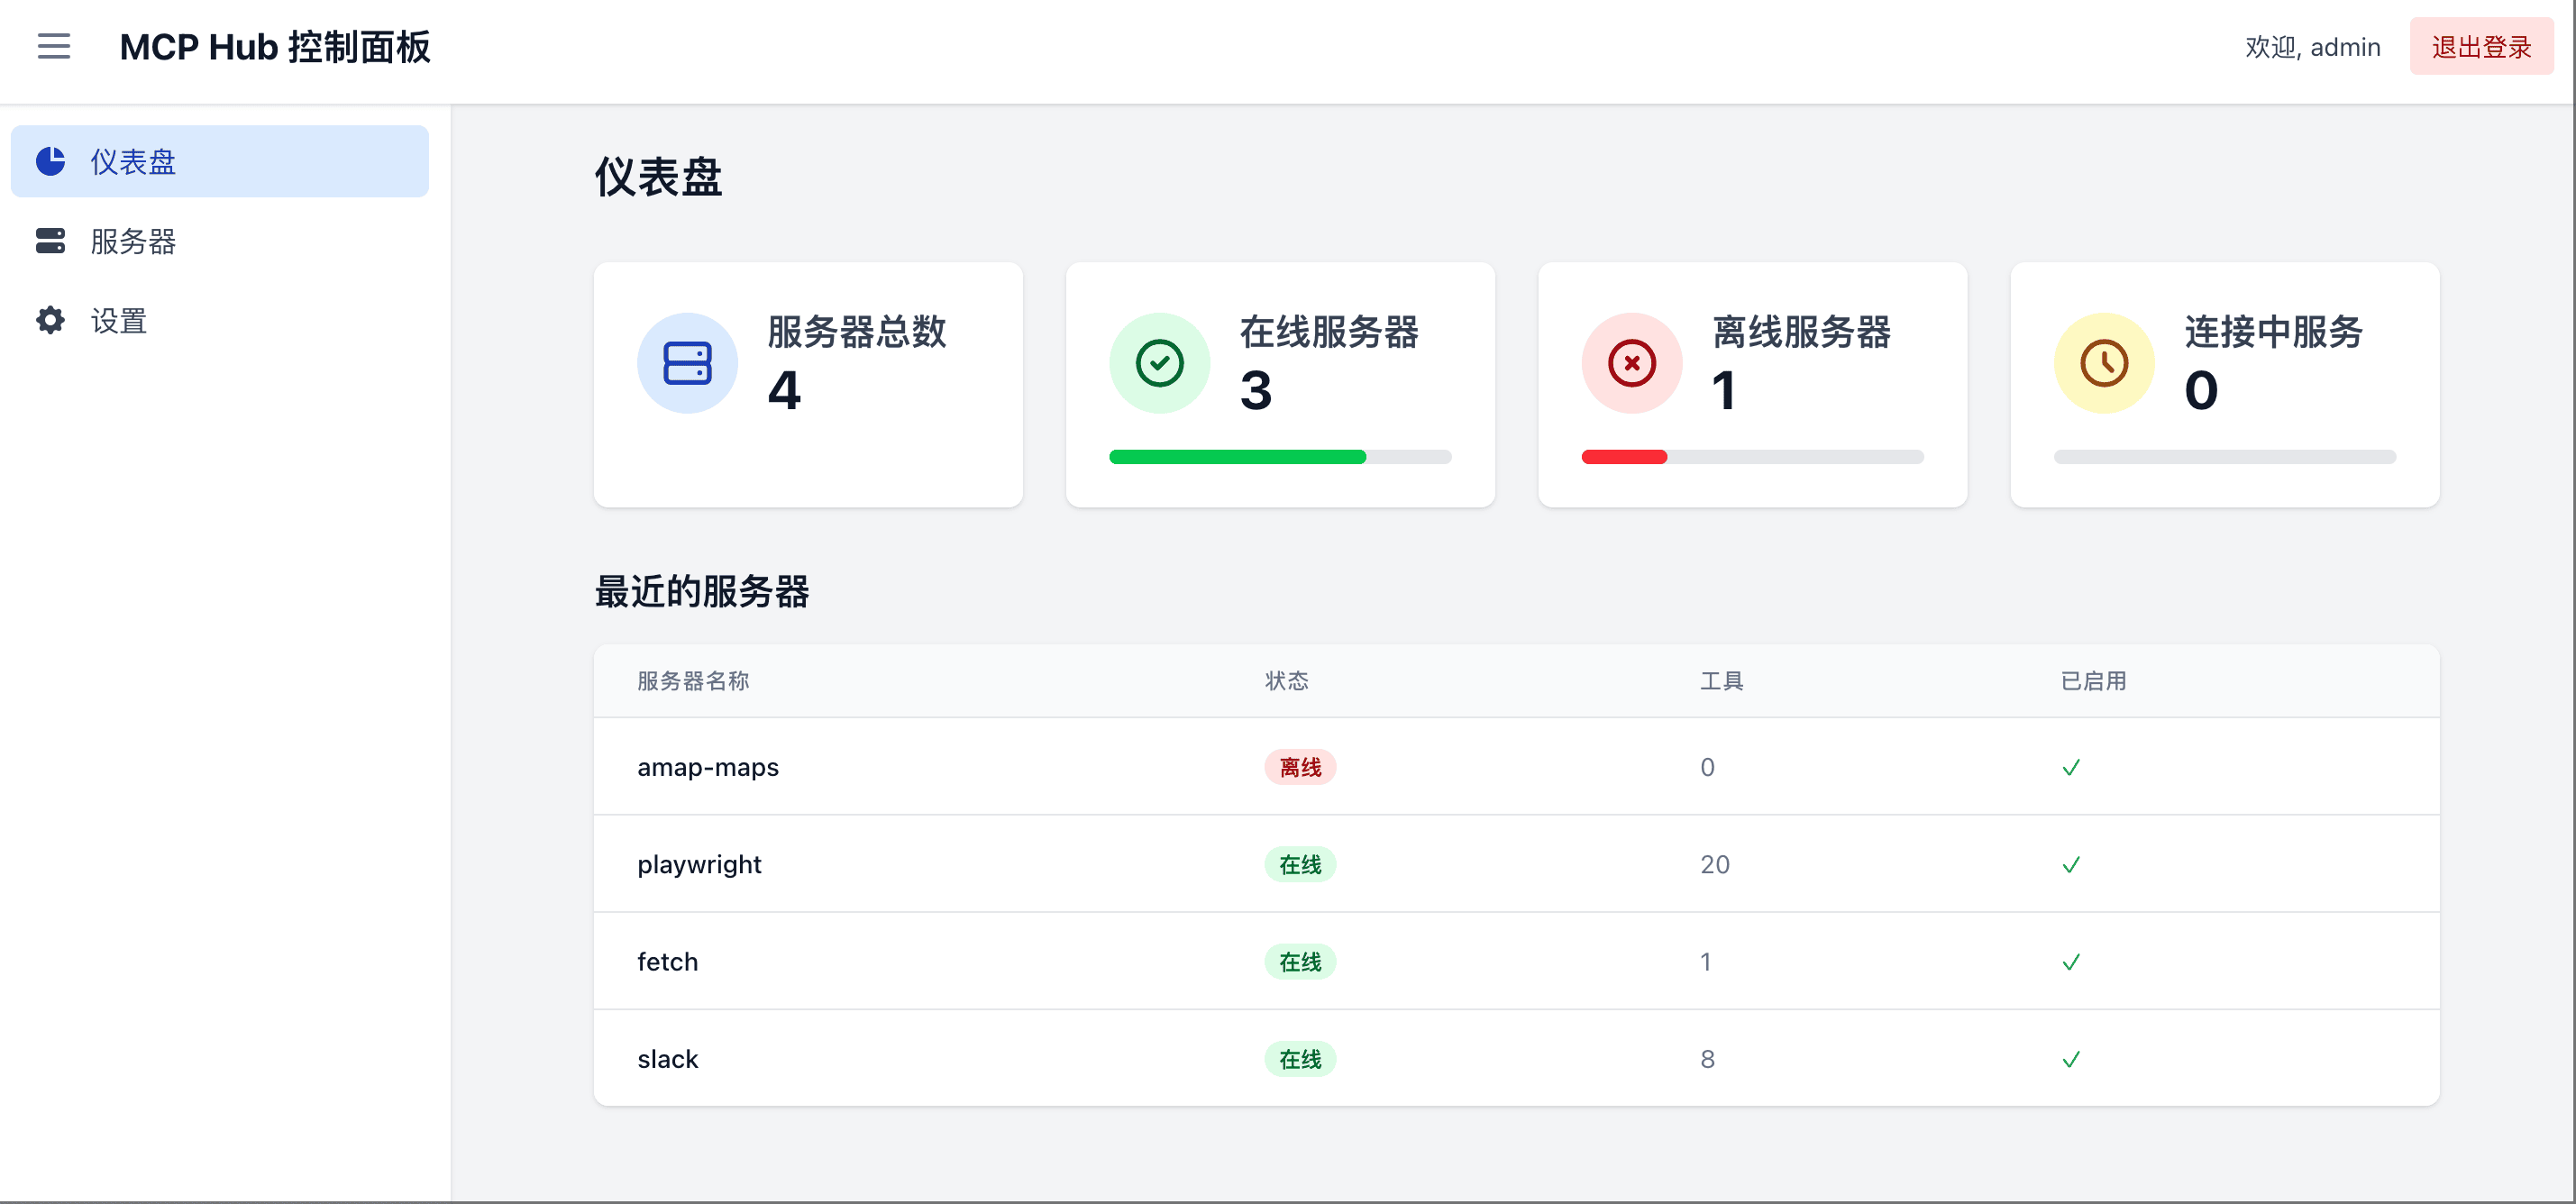 MCP Hub 控制面板
欢迎, admin
退出登录
仪表盘
服务器
设置
仪表盘
服务器总数
4
在线服务器
3
离线服务器
1
连接中服务
0
最近的服务器
服务器名称 状态 工具 已启用
amap-maps 离线 0 ✓
playwright 在线 20 ✓
fetch 在线 1 ✓
slack 在线 8 ✓